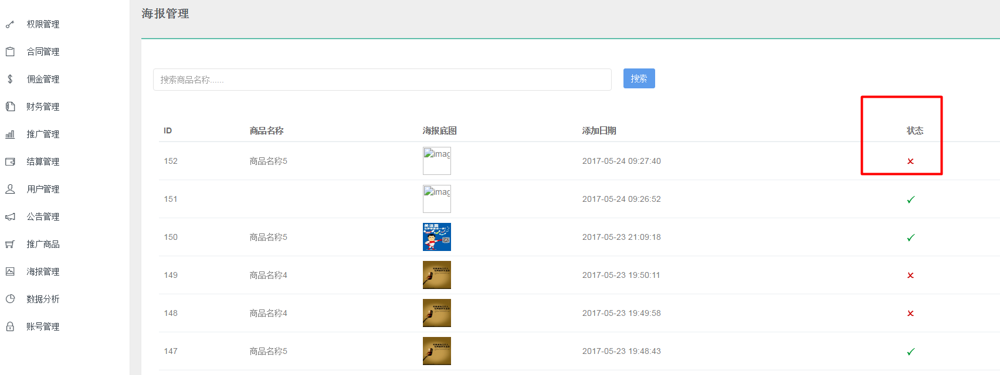 海报管理
权限管理
合同管理
佣金管理
财务管理
推广管理
结算管理
用户管理
公告管理
推广商品
海报管理
数据分析
账号管理
搜索商品名称......
搜索
ID 商品名称 海报底图 添加日期 状态
152 商品名称5 imag 2017-05-24 09:27:40
151 imag 2017-05-24 09:26:52
150 商品名称5 关注我 2017-05-23 21:09:18
149 商品名称4 2017-05-23 19:50:11
148 商品名称4 2017-05-23 19:49:58
147 商品名称5 2017-05-23 19:48:43